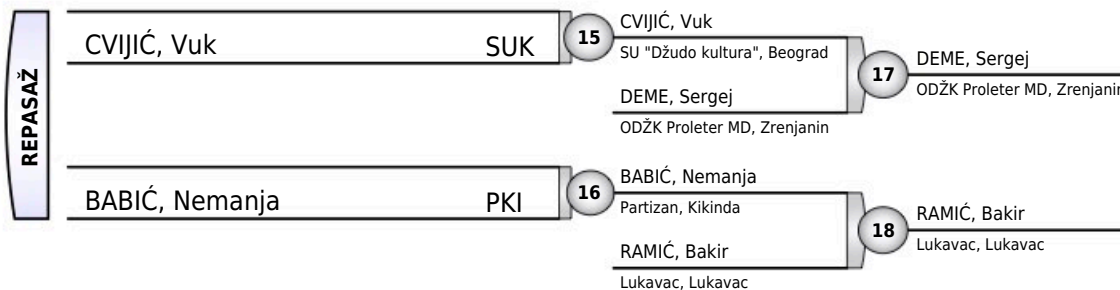 REPASAŽ
CVIJIĆ, Vuk SUK
15
CVIJIĆ, Vuk
SU "Džudo kultura", Beograd
DEME, Sergej
ODŽK Proleter MD, Zrenjanin
17
DEME, Sergej
ODŽK Proleter MD, Zrenjanin
BABIĆ, Nemanja PKI
16
BABIĆ, Nemanja
Partizan, Kikinda
RAMIĆ, Bakir
Lukavac, Lukavac
18
RAMIĆ, Bakir
Lukavac, Lukavac